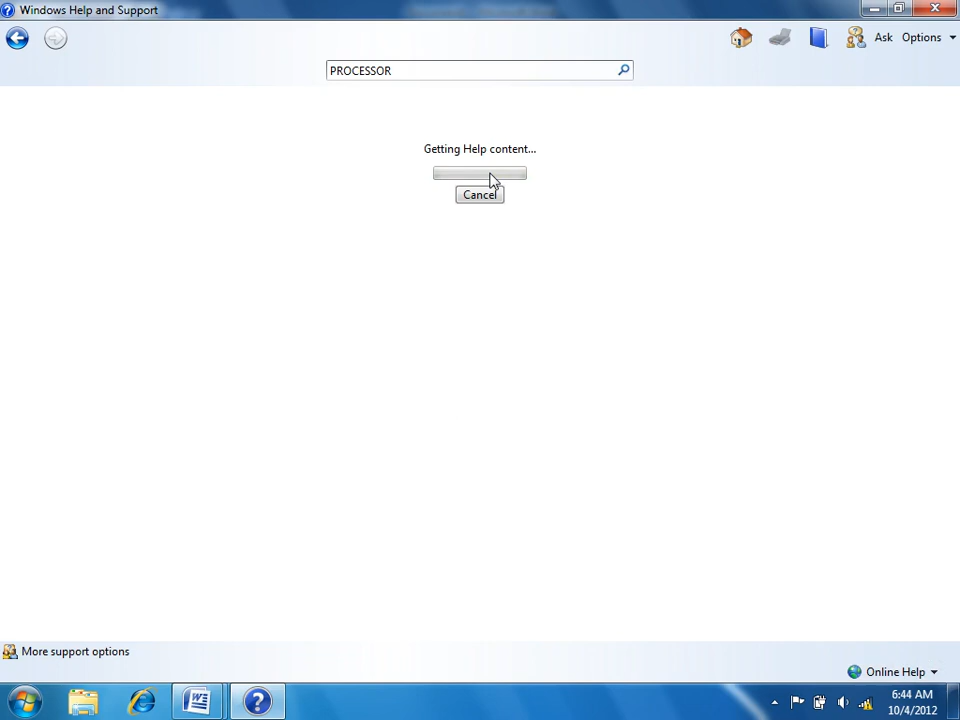 Windows Help and Support
Ask Options
PROCESSOR
Getting Help content...
Cancel
More support options
Online Help
6:44 AM
10/4/2012